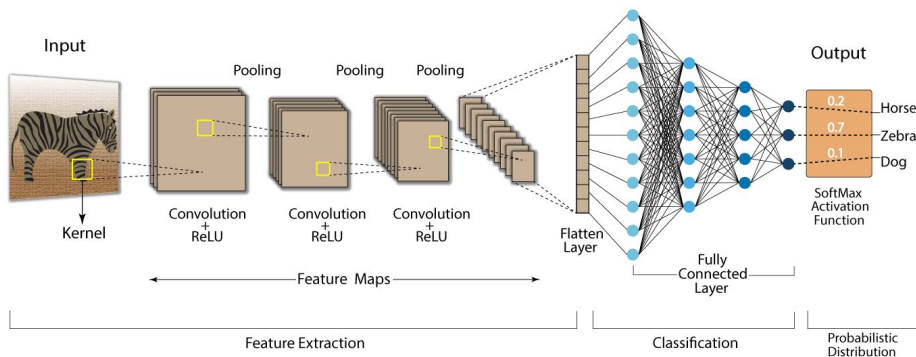 Input
Pooling
Pooling
Pooling
Output
0.2
Horse
0.7
Zebra
0.1
Dog
Kernel
Convolution
+
ReLU
Convolution
+
ReLU
Convolution
+
ReLU
Flatten
Layer
SoftMax
Activation
Function
Feature Maps
Fully
Connected
Layer
Feature Extraction
Classification
Probabilistic
Distribution